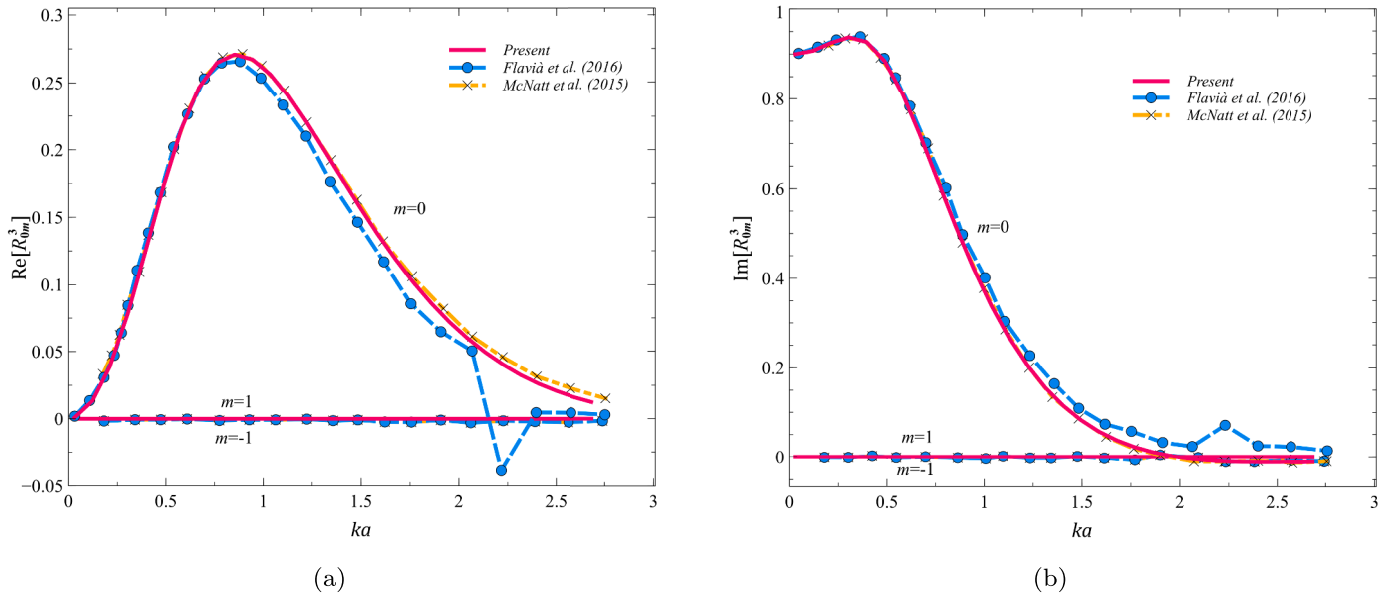 0.3
0.25
0.2
0.15
0.1
0.05
0
−0.05
Re[R³₀ₘ]
Present
Flavià et al. (2016)
McNatt et al. (2015)
m=0
m=1
m=-1
0 0.5 1 1.5 2 2.5 3
ka
(a)
1
0.8
0.6
0.4
0.2
0
Im[R³₀ₘ]
Present
Flavià et al. (2016)
McNatt et al. (2015)
m=0
m=1
m=-1
0 0.5 1 1.5 2 2.5 3
ka
(b)